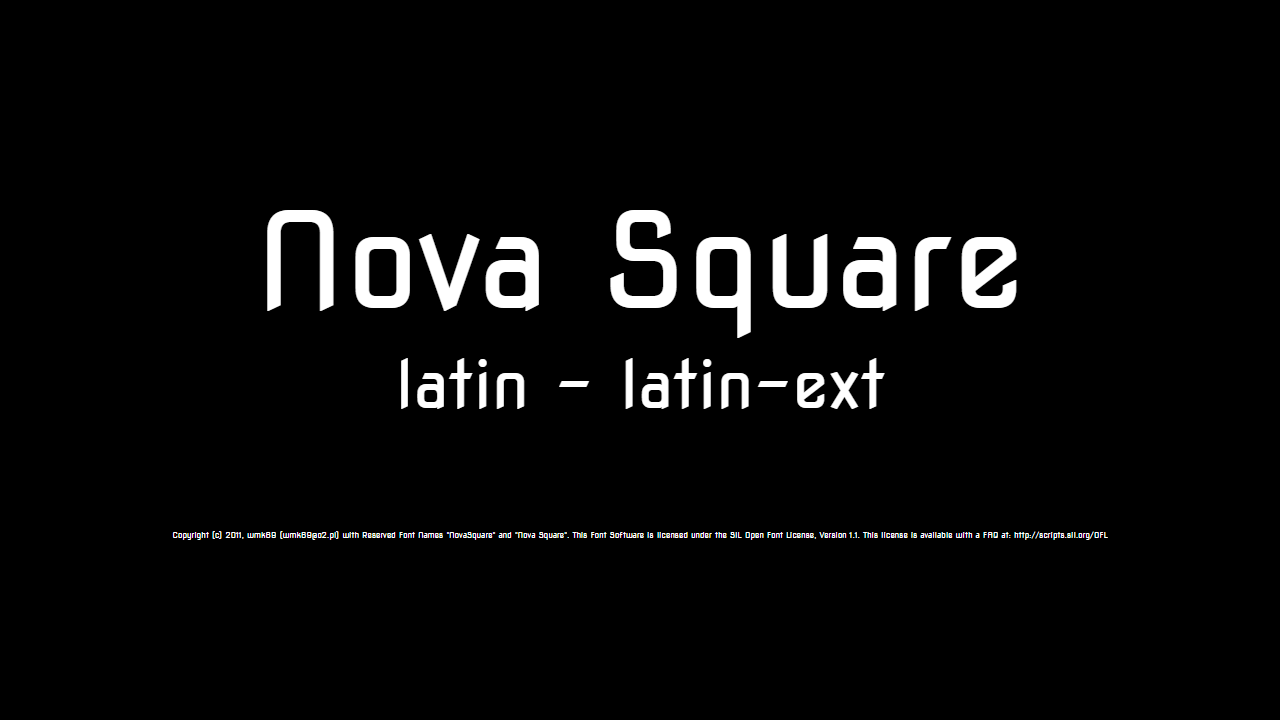 Nova Square
latin - latin-ext
Copyright (c) 2011, wmk69 (wmk69@o2.pl) with Reserved Font Names "NovaSquare" and "Nova Square". This Font Software is licensed under the SIL Open Font License, Version 1.1. This license is available with a FAQ at: http://scripts.sil.org/OFL